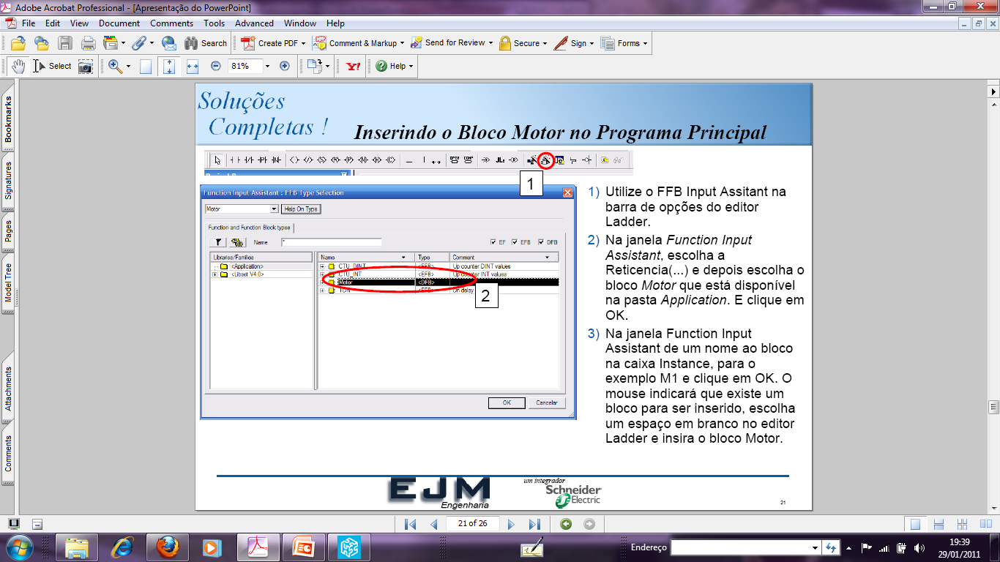 Adobe Acrobat Professional - [Apresentação do PowerPoint]
File Edit View Document Comments Tools Advanced Window Help
Search Create PDF Comment & Markup Send for Review Secure Sign Forms
Select 81% Help
Bookmarks
Signatures
Pages
Model Tree
Attachments
Comments
Soluções
Completas !
Inserindo o Bloco Motor no Programa Principal
1
Function Input Assistant : FFB Type Selection
Motor Help On Type
Function and Function Block types
Name * EF EFB DFB
Libraries/Families Name Type Comment
<Application> CTU_DINT <EFB> Up counter DINT values
<Libset V4.0> CTU_INT <EFB> Up counter INT values
Motor <DFB>
TON <EFB> On delay
2
OK Cancelar
1) Utilize o FFB Input Assitant na
barra de opções do editor
Ladder.
2) Na janela Function Input
Assistant, escolha a
Reticencia(...) e depois escolha o
bloco Motor que está disponível
na pasta Application. E clique em
OK.
3) Na janela Function Input
Assistant de um nome ao bloco
na caixa Instance, para o
exemplo M1 e clique em OK. O
mouse indicará que existe um
bloco para ser inserido, escolha
um espaço em branco no editor
Ladder e insira o bloco Motor.
EJM
Engenharia
um integrador
Schneider
Electric
21
21 of 26
Endereço
19:39
29/01/2011